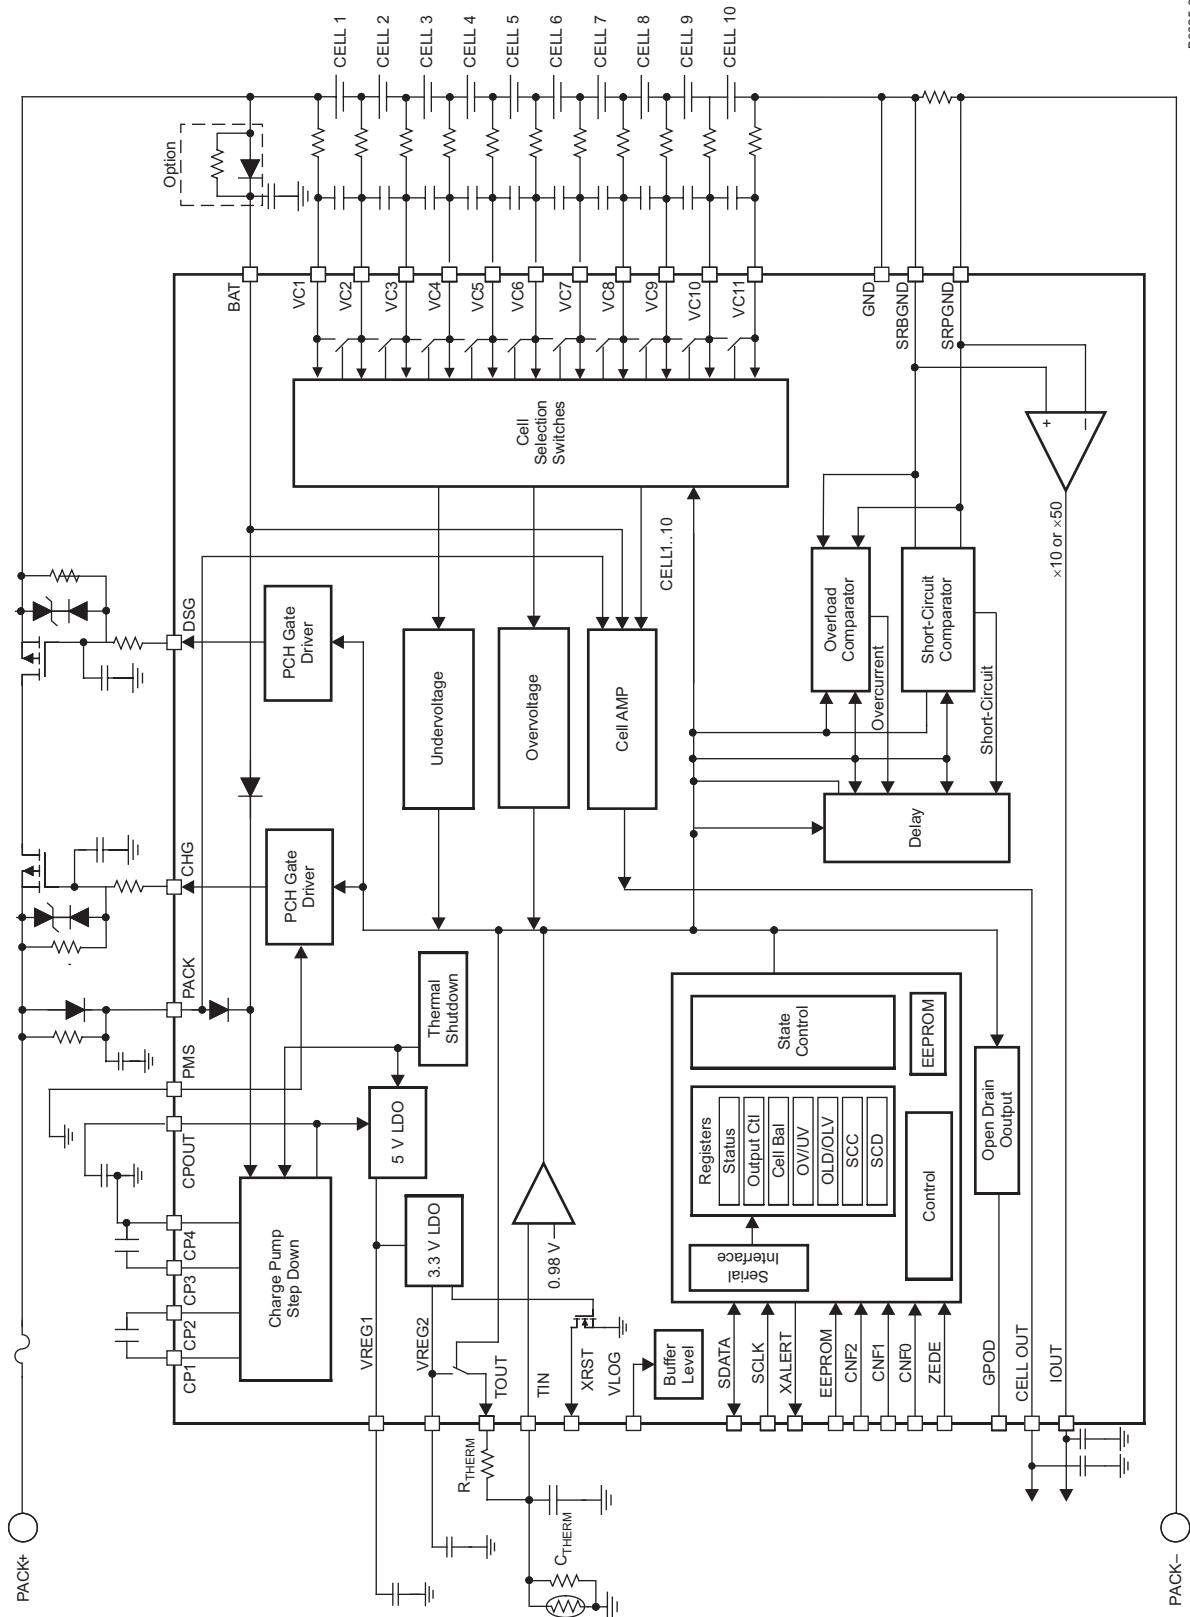 CELL 1
CELL 2
CELL 3
CELL 4
CELL 5
CELL 6
CELL 7
CELL 8
CELL 9
CELL 10
Option
BAT
VC1
VC2
VC3
VC4
VC5
VC6
VC7
VC8
VC9
VC10
VC11
GND
SRBGND
SRPGND
Cell
Selection
Switches
+
–
×10 or ×50
CELL1..10
DSG
PCH Gate
Driver
Undervoltage
Overvoltage
Cell AMP
Overload
Comparator
Short-Circuit
Comparator
Overcurrent
Short-Circuit
Delay
CHG
PCH Gate
Driver
PACK
PMS
CPOUT
CP4
CP3
CP2
CP1
Thermal
Shutdown
5 V LDO
3.3 V LDO
Charge Pump
Step Down
0.98 V
State
Control
EEPROM
Registers
Status
Output Ctl
Cell Bal
OV/UV
OLD/OLV
SCC
SCD
Serial
Interface
Control
Open Drain
Ooutput
Buffer
Level
VREG1
VREG2
TOUT
TIN
XRST
VLOG
SDATA
SCLK
XALERT
EEPROM
CNF2
CNF1
CNF0
ZEDE
GPOD
CELL OUT
IOUT
RTHERM
CTHERM
PACK+
PACK–